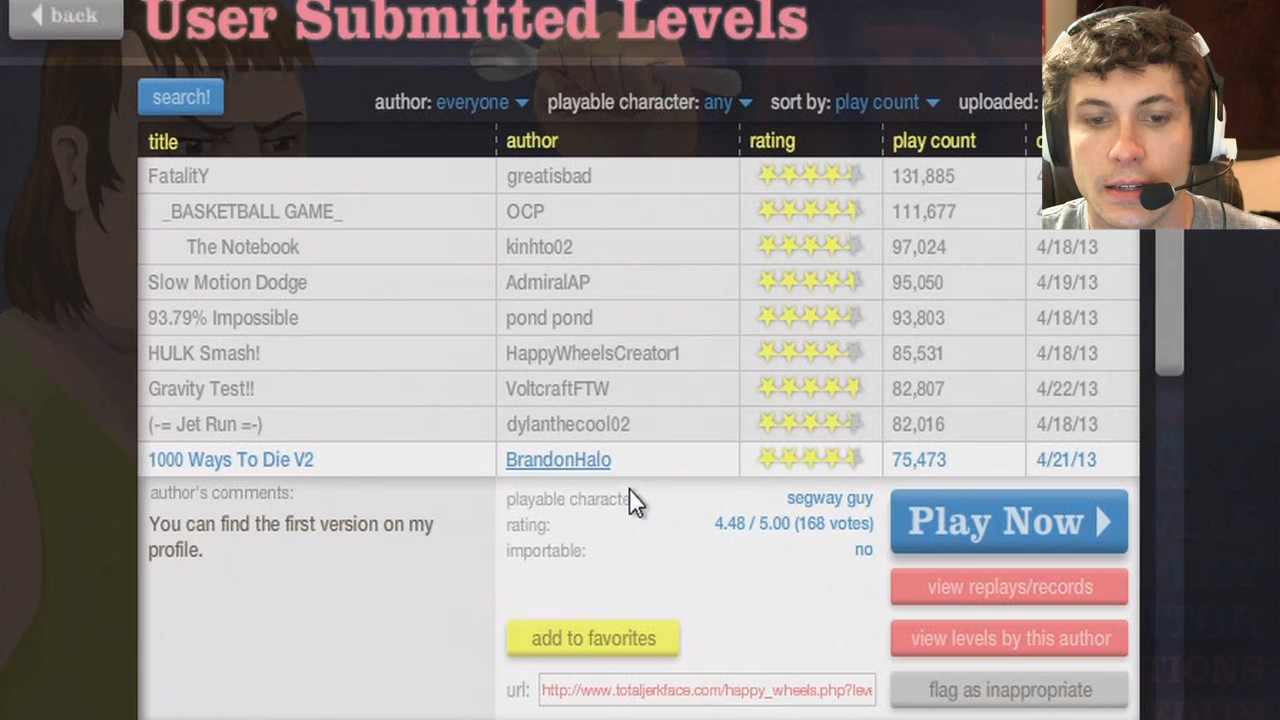 back
User Submitted Levels
search! author: everyone playable character: any sort by: play count uploaded:
title author rating play count
FatalitY greatisbad 131,885
_BASKETBALL GAME_ OCP 111,677
The Notebook kinhto02 97,024 4/18/13
Slow Motion Dodge AdmiralAP 95,050 4/19/13
93.79% Impossible pond pond 93,803 4/18/13
HULK Smash! HappyWheelsCreator1 85,531 4/18/13
Gravity Test!! VoltcraftFTW 82,807 4/22/13
(-= Jet Run =-) dylanthecool02 82,016 4/18/13
1000 Ways To Die V2 BrandonHalo 75,473 4/21/13
author's comments:
You can find the first version on my
profile.
playable characte segway guy
rating: 4.48 / 5.00 (168 votes)
importable: no
add to favorites
url: http://www.totaljerkface.com/happy_wheels.php?leve
Play Now
view replays/records
view levels by this author
flag as inappropriate